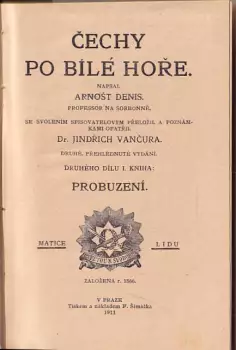 ČECHY
PO BÍLÉ HOŘE.
NAPSAL
ARNOŠT DENIS,
PROFESSOR NA SORBONNĚ.
SE SVOLENÍM SPISOVATELOVÝM PŘELOŽIL A POZNÁM-
KAMI OPATŘIL
Dr. JINDŘICH VANČURA.
DRUHÉ, PŘEHLÉDNUTÉ VYDÁNÍ.
DRUHÉHO DÍLU I. KNIHA:
PROBUZENÍ.
MATICE LIDU
ZALOŽENA r. 1866.
V PRAZE
Tiskem a nákladem F. Šimáčka
1911